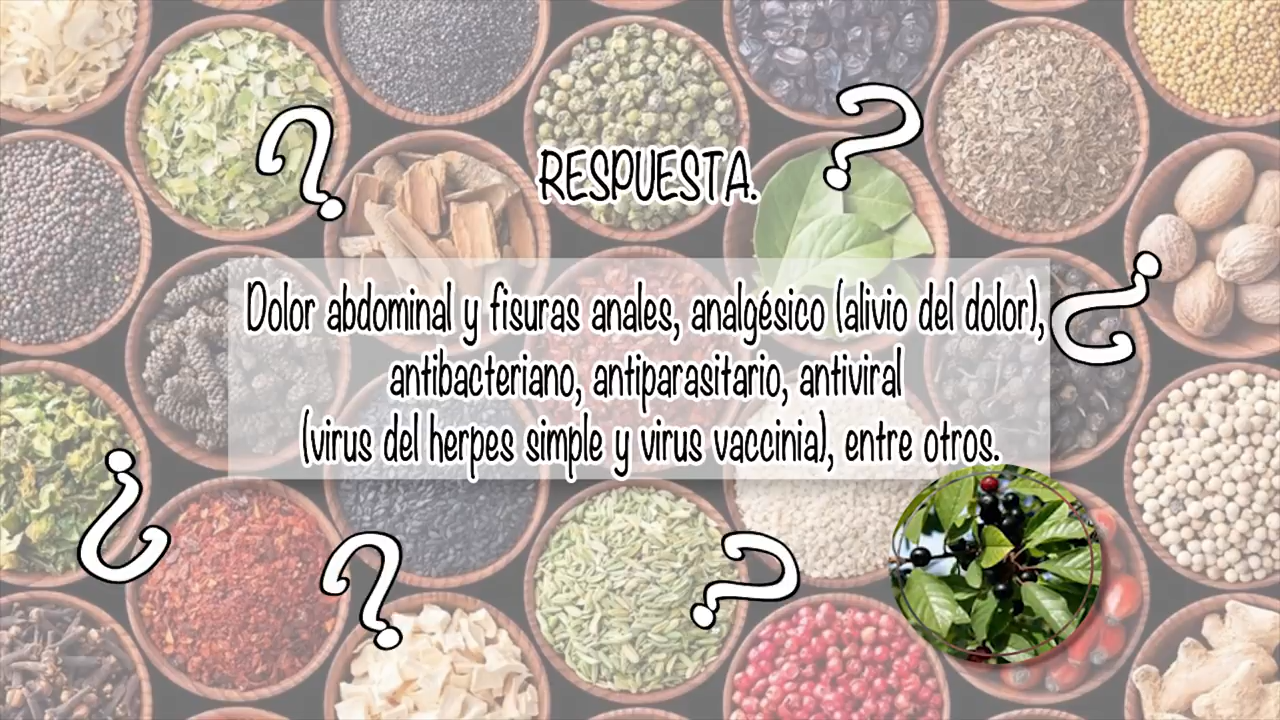 RESPUESTA.
Dolor abdominal y fisuras anales, analgésico (alivio del dolor),
antibacteriano, antiparasitario, antiviral
(virus del herpes simple y virus vaccinia), entre otros.
? ? ? ? ? ?